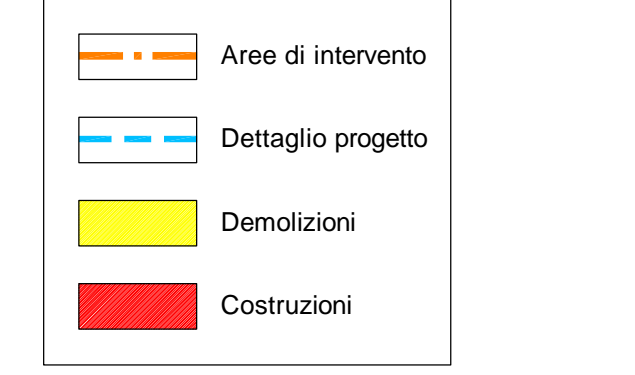 Aree di intervento
Dettaglio progetto
Demolizioni
Costruzioni